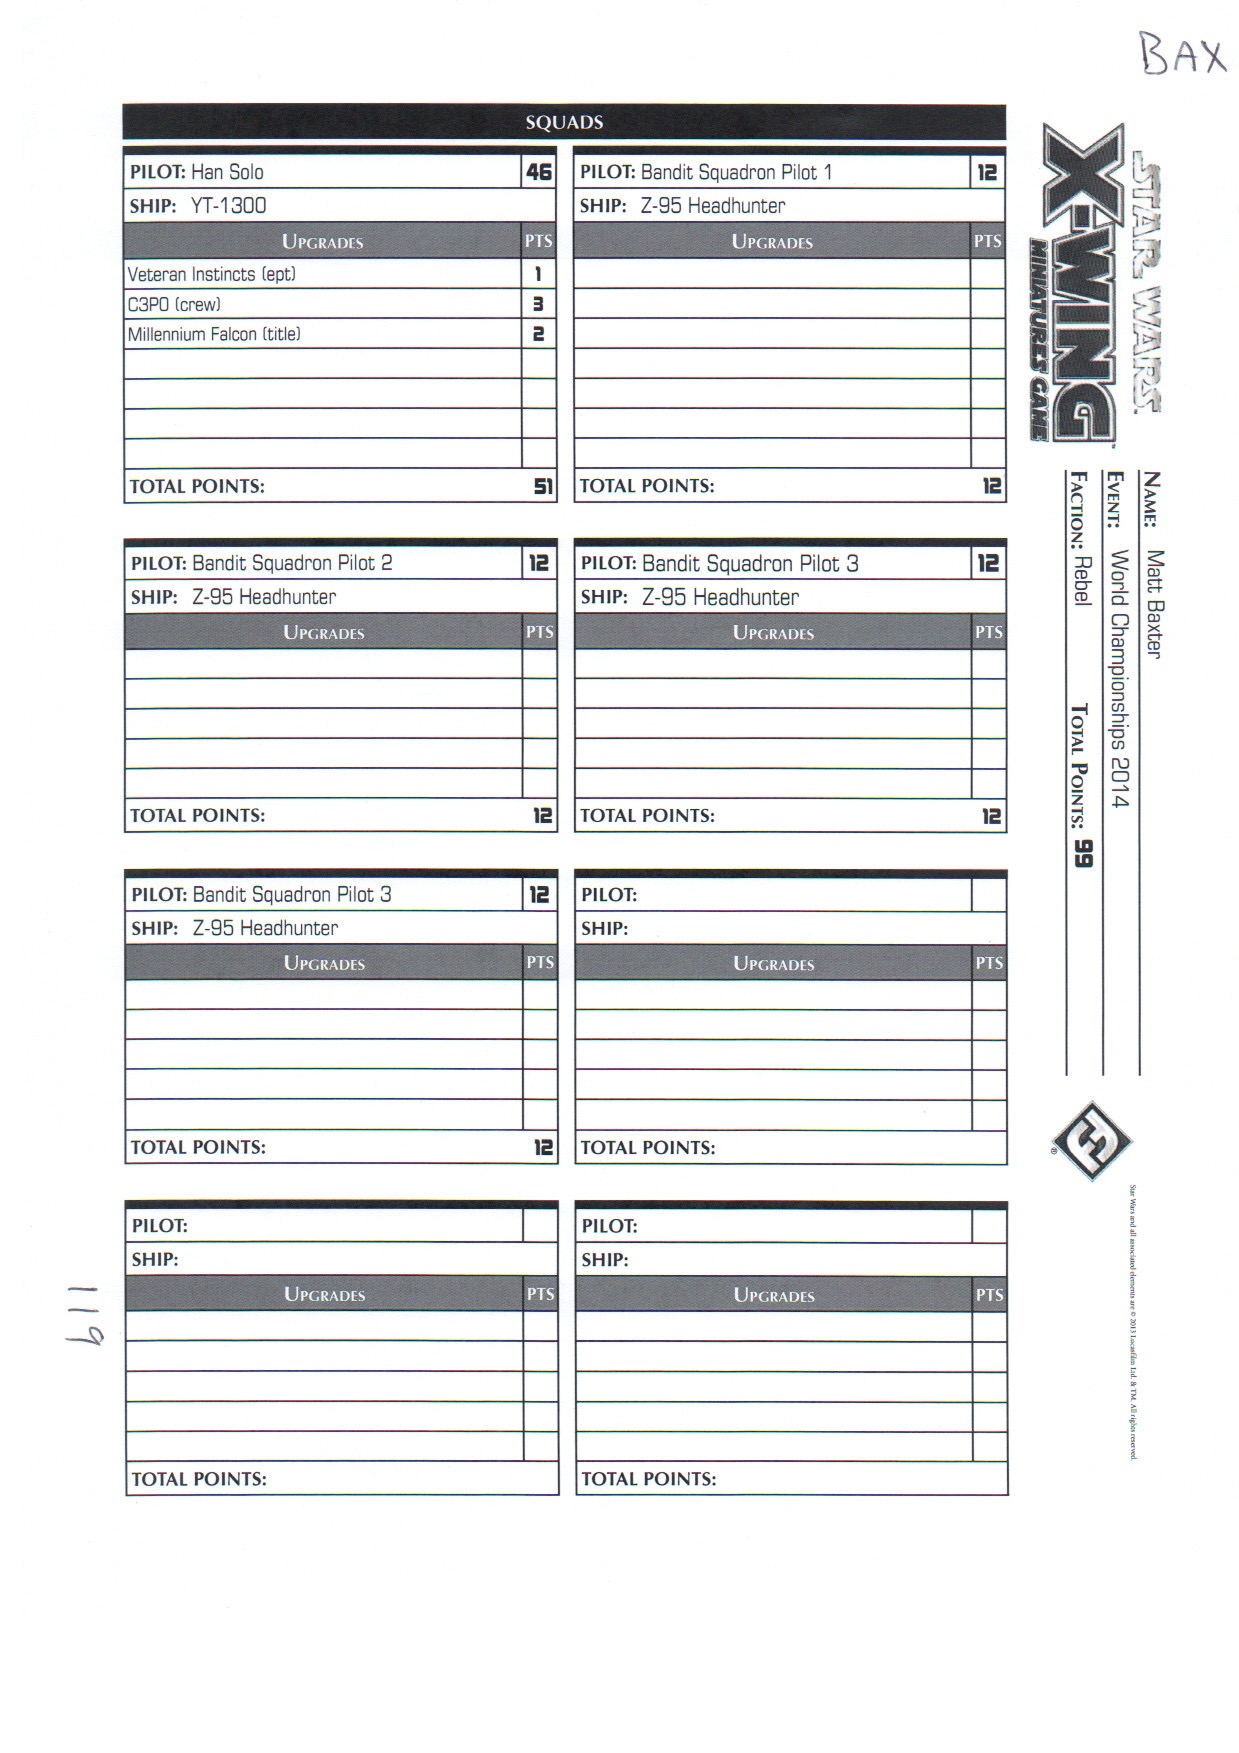 BAX
SQUADS
PILOT: Han Solo 46
SHIP: YT-1300
UPGRADES PTS
Veteran Instincts (ept) 1
C3PO (crew) 3
Millennium Falcon (title) 2
TOTAL POINTS: 51
PILOT: Bandit Squadron Pilot 1 12
SHIP: Z-95 Headhunter
UPGRADES PTS
TOTAL POINTS: 12
PILOT: Bandit Squadron Pilot 2 12
SHIP: Z-95 Headhunter
UPGRADES PTS
TOTAL POINTS: 12
PILOT: Bandit Squadron Pilot 3 12
SHIP: Z-95 Headhunter
UPGRADES PTS
TOTAL POINTS: 12
PILOT: Bandit Squadron Pilot 3 12
SHIP: Z-95 Headhunter
UPGRADES PTS
TOTAL POINTS: 12
PILOT:
SHIP:
UPGRADES PTS
TOTAL POINTS:
PILOT:
SHIP:
UPGRADES PTS
TOTAL POINTS:
PILOT:
SHIP:
UPGRADES PTS
TOTAL POINTS:
STAR WARS
X-WING™
MINIATURES GAME
NAME: Matt Baxter
EVENT: World Championships 2014
FACTION: Rebel TOTAL POINTS: 99
®
Star Wars and all associated elements are © 2013 Lucasfilm Ltd. & TM. All rights reserved.
119